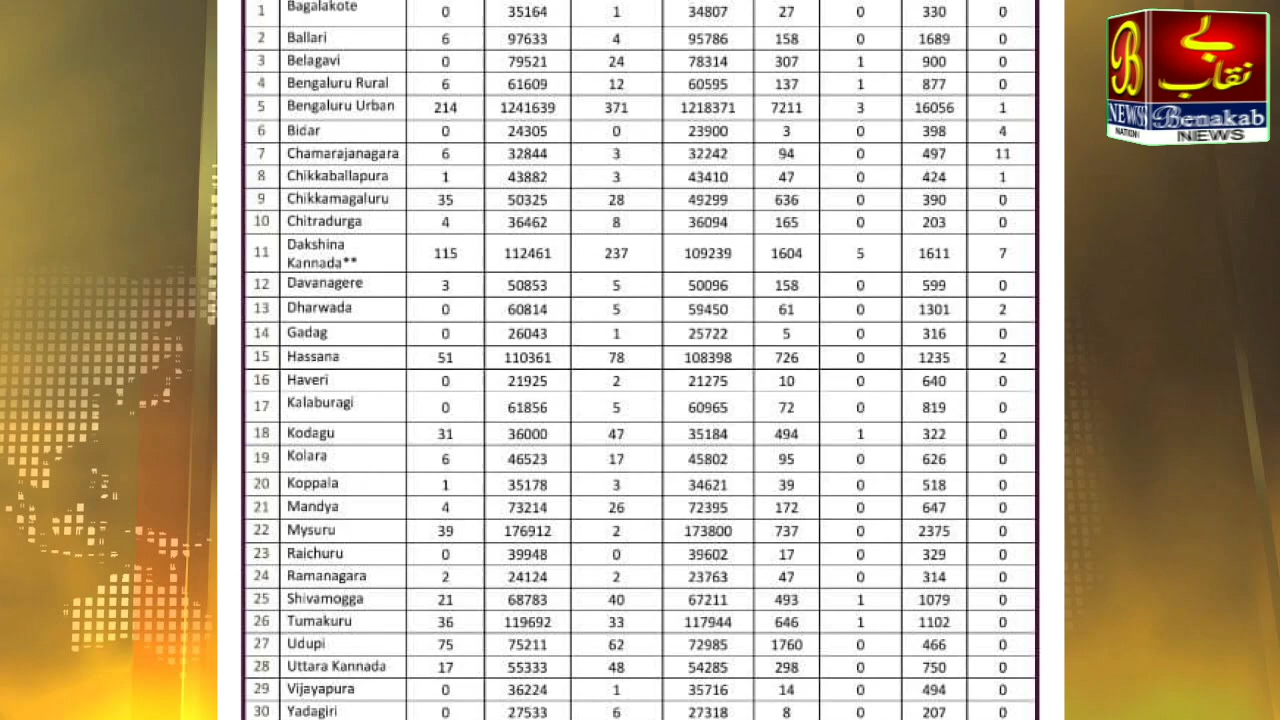 1 Bagalakote 0 35164 1 34807 27 0 330 0
2 Ballari 6 97633 4 95786 158 0 1689 0
3 Belagavi 0 79521 24 78314 307 1 900 0
4 Bengaluru Rural 6 61609 12 60595 137 1 877 0
5 Bengaluru Urban 214 1241639 371 1218371 7211 3 16056 1
6 Bidar 0 24305 0 23900 3 0 398 4
7 Chamarajanagara 6 32844 3 32242 94 0 497 11
8 Chikkaballapura 1 43882 3 43410 47 0 424 1
9 Chikkamagaluru 35 50325 28 49299 636 0 390 0
10 Chitradurga 4 36462 8 36094 165 0 203 0
11 Dakshina
Kannada** 115 112461 237 109239 1604 5 1611 7
12 Davanagere 3 50853 5 50096 158 0 599 0
13 Dharwada 0 60814 5 59450 61 0 1301 2
14 Gadag 0 26043 1 25722 5 0 316 0
15 Hassana 51 110361 78 108398 726 0 1235 2
16 Haveri 0 21925 2 21275 10 0 640 0
17 Kalaburagi 0 61856 5 60965 72 0 819 0
18 Kodagu 31 36000 47 35184 494 1 322 0
19 Kolara 6 46523 17 45802 95 0 626 0
20 Koppala 1 35178 3 34621 39 0 518 0
21 Mandya 4 73214 26 72395 172 0 647 0
22 Mysuru 39 176912 2 173800 737 0 2375 0
23 Raichuru 0 39948 0 39602 17 0 329 0
24 Ramanagara 2 24124 2 23763 47 0 314 0
25 Shivamogga 21 68783 40 67211 493 1 1079 0
26 Tumakuru 36 119692 33 117944 646 1 1102 0
27 Udupi 75 75211 62 72985 1760 0 466 0
28 Uttara Kannada 17 55333 48 54285 298 0 750 0
29 Vijayapura 0 36224 1 35716 14 0 494 0
30 Yadagiri 0 27533 6 27318 8 0 207 0
B
NEWS
NATION
بے
نقاب
Benakab
NEWS